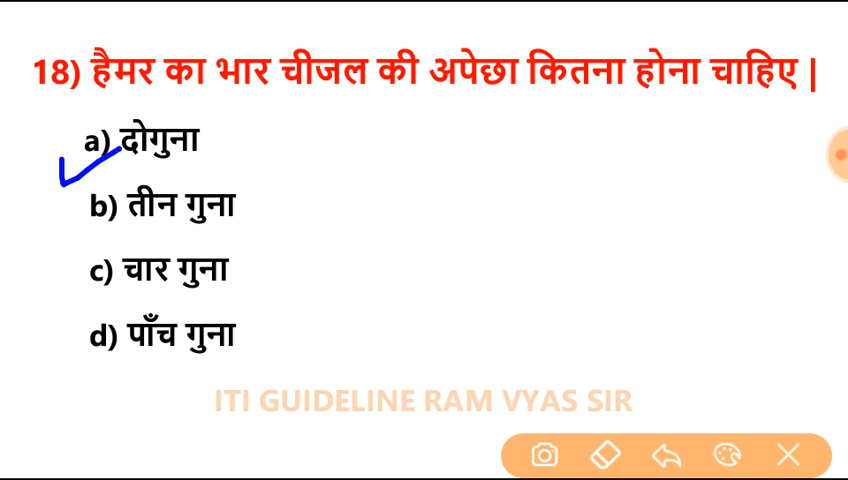 18) हैमर का भार चीजल की अपेछा कितना होना चाहिए |
a) दोगुना
b) तीन गुना
c) चार गुना
d) पाँच गुना
ITI GUIDELINE RAM VYAS SIR